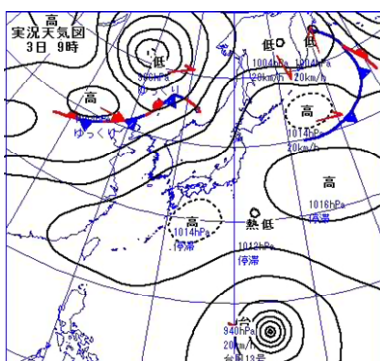 高
実況天気図
3日 9時
低
ゆっくり
高
ゆっくり
低
1004hPa
20km/h
低
1004hPa
20km/h
高
1014hPa
20km/h
高
1016hPa
停滞
高
1014hPa
停滞
熱低
1012hPa
停滞
台
940hPa
20km/h
台風13号